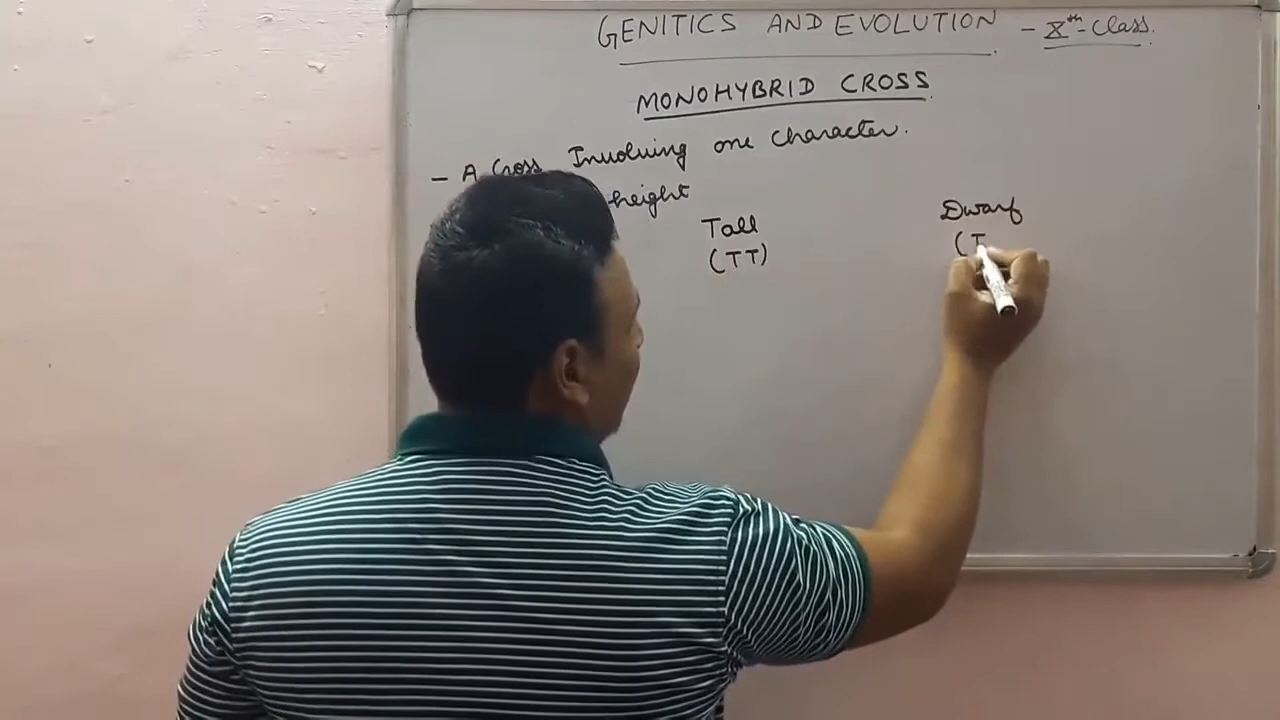 GENITICS AND EVOLUTION - Xth-Class.
MONOHYBRID CROSS
- A Cross Involving one character.
height
Tall Dwarf
(TT) (T